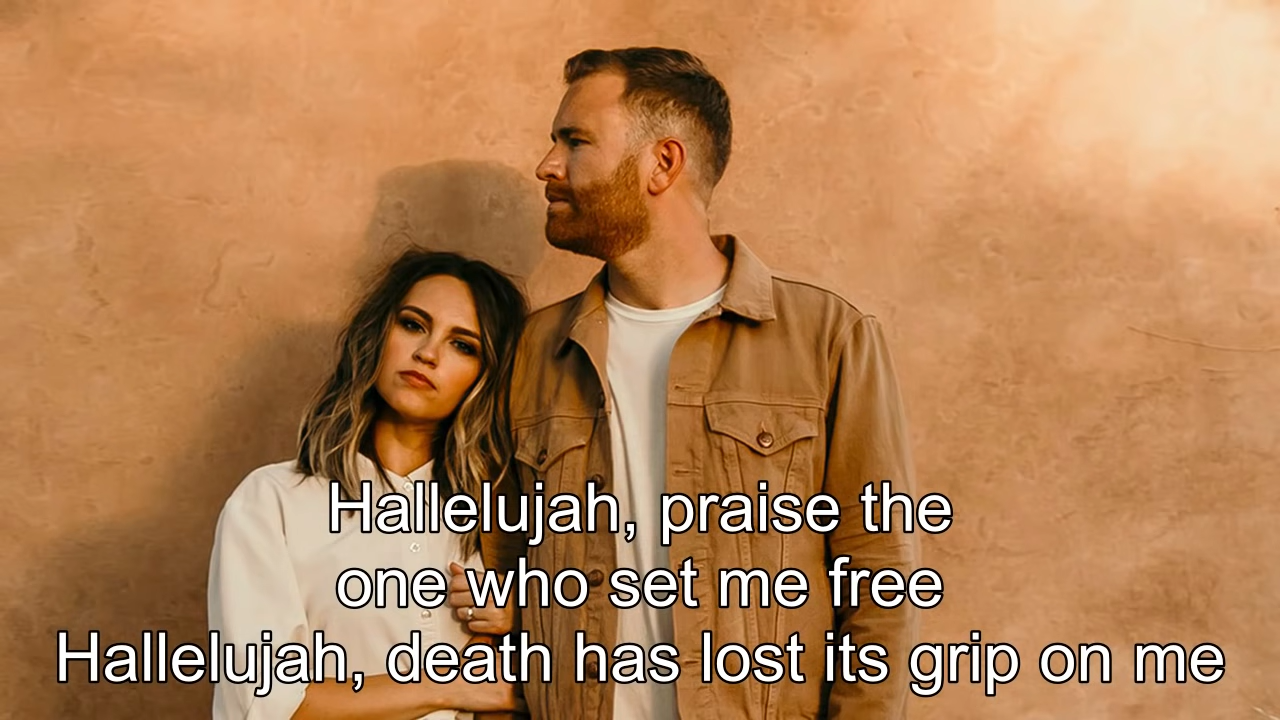 Hallelujah, praise the
one who set me free
Hallelujah, death has lost its grip on me